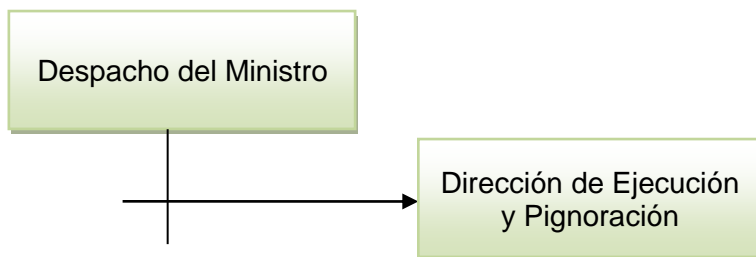 Despacho del Ministro
Dirección de Ejecución
y Pignoración